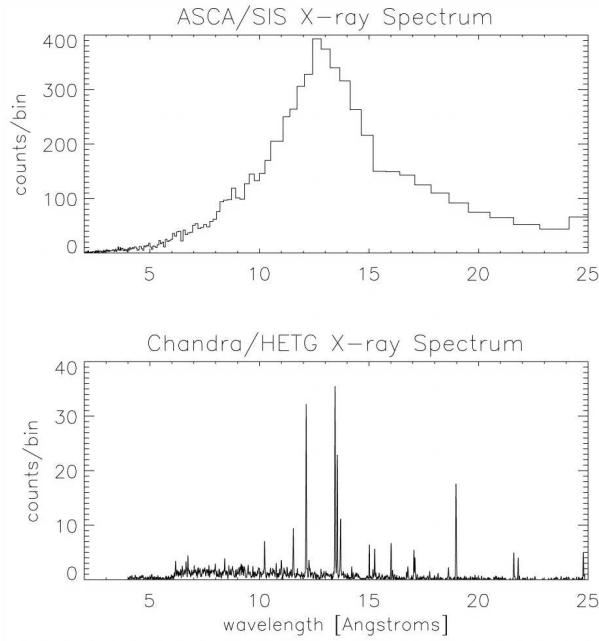 ASCA/SIS X-ray Spectrum
400
300
200
100
0
counts/bin
5 10 15 20 25
Chandra/HETG X-ray Spectrum
40
30
20
10
0
counts/bin
5 10 15 20 25
wavelength [Angstroms]